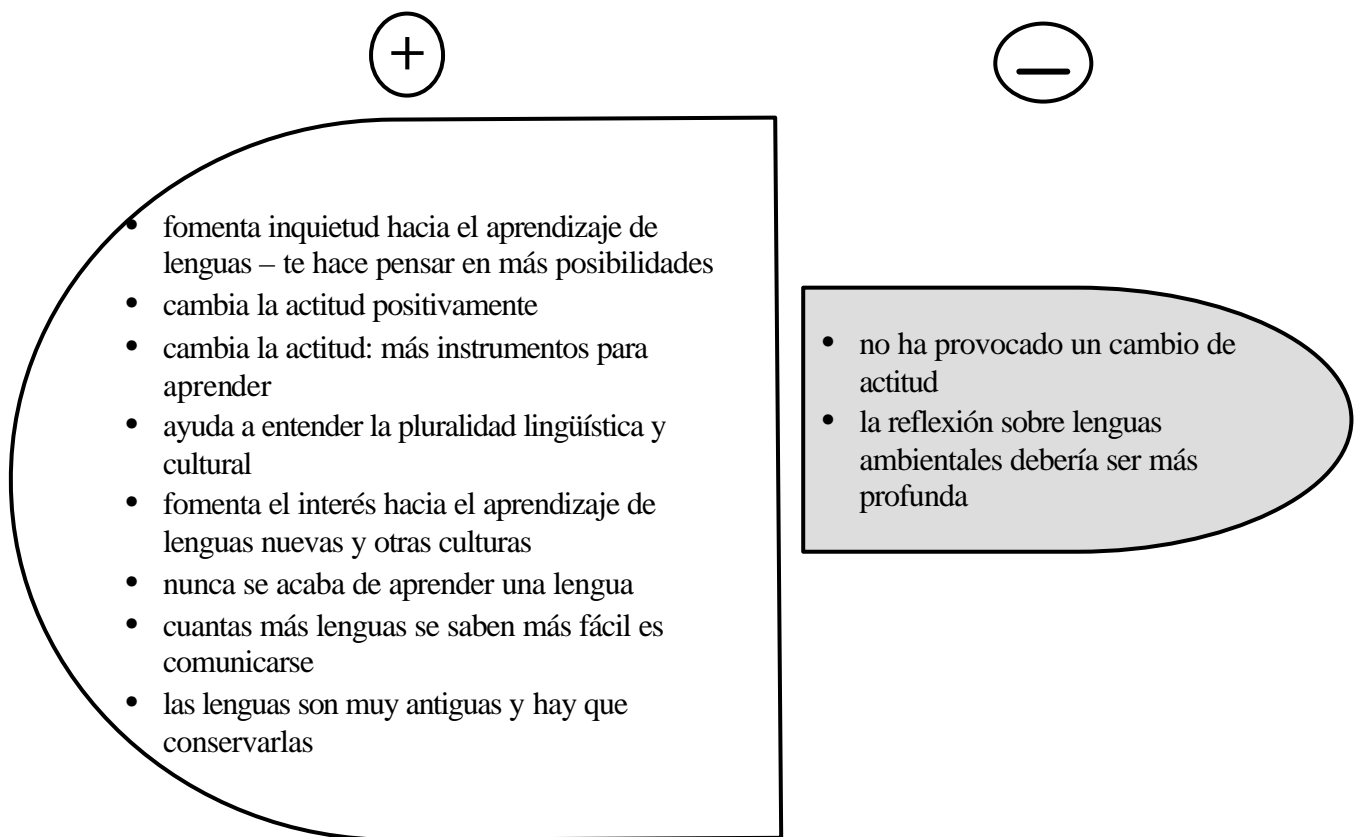 +
—
• fomenta inquietud hacia el aprendizaje de
lenguas – te hace pensar en más posibilidades
• cambia la actitud positivamente
• cambia la actitud: más instrumentos para
aprender
• ayuda a entender la pluralidad lingüística y
cultural
• fomenta el interés hacia el aprendizaje de
lenguas nuevas y otras culturas
• nunca se acaba de aprender una lengua
• cuantas más lenguas se saben más fácil es
comunicarse
• las lenguas son muy antiguas y hay que
conservarlas
• no ha provocado un cambio de
actitud
• la reflexión sobre lenguas
ambientales debería ser más
profunda